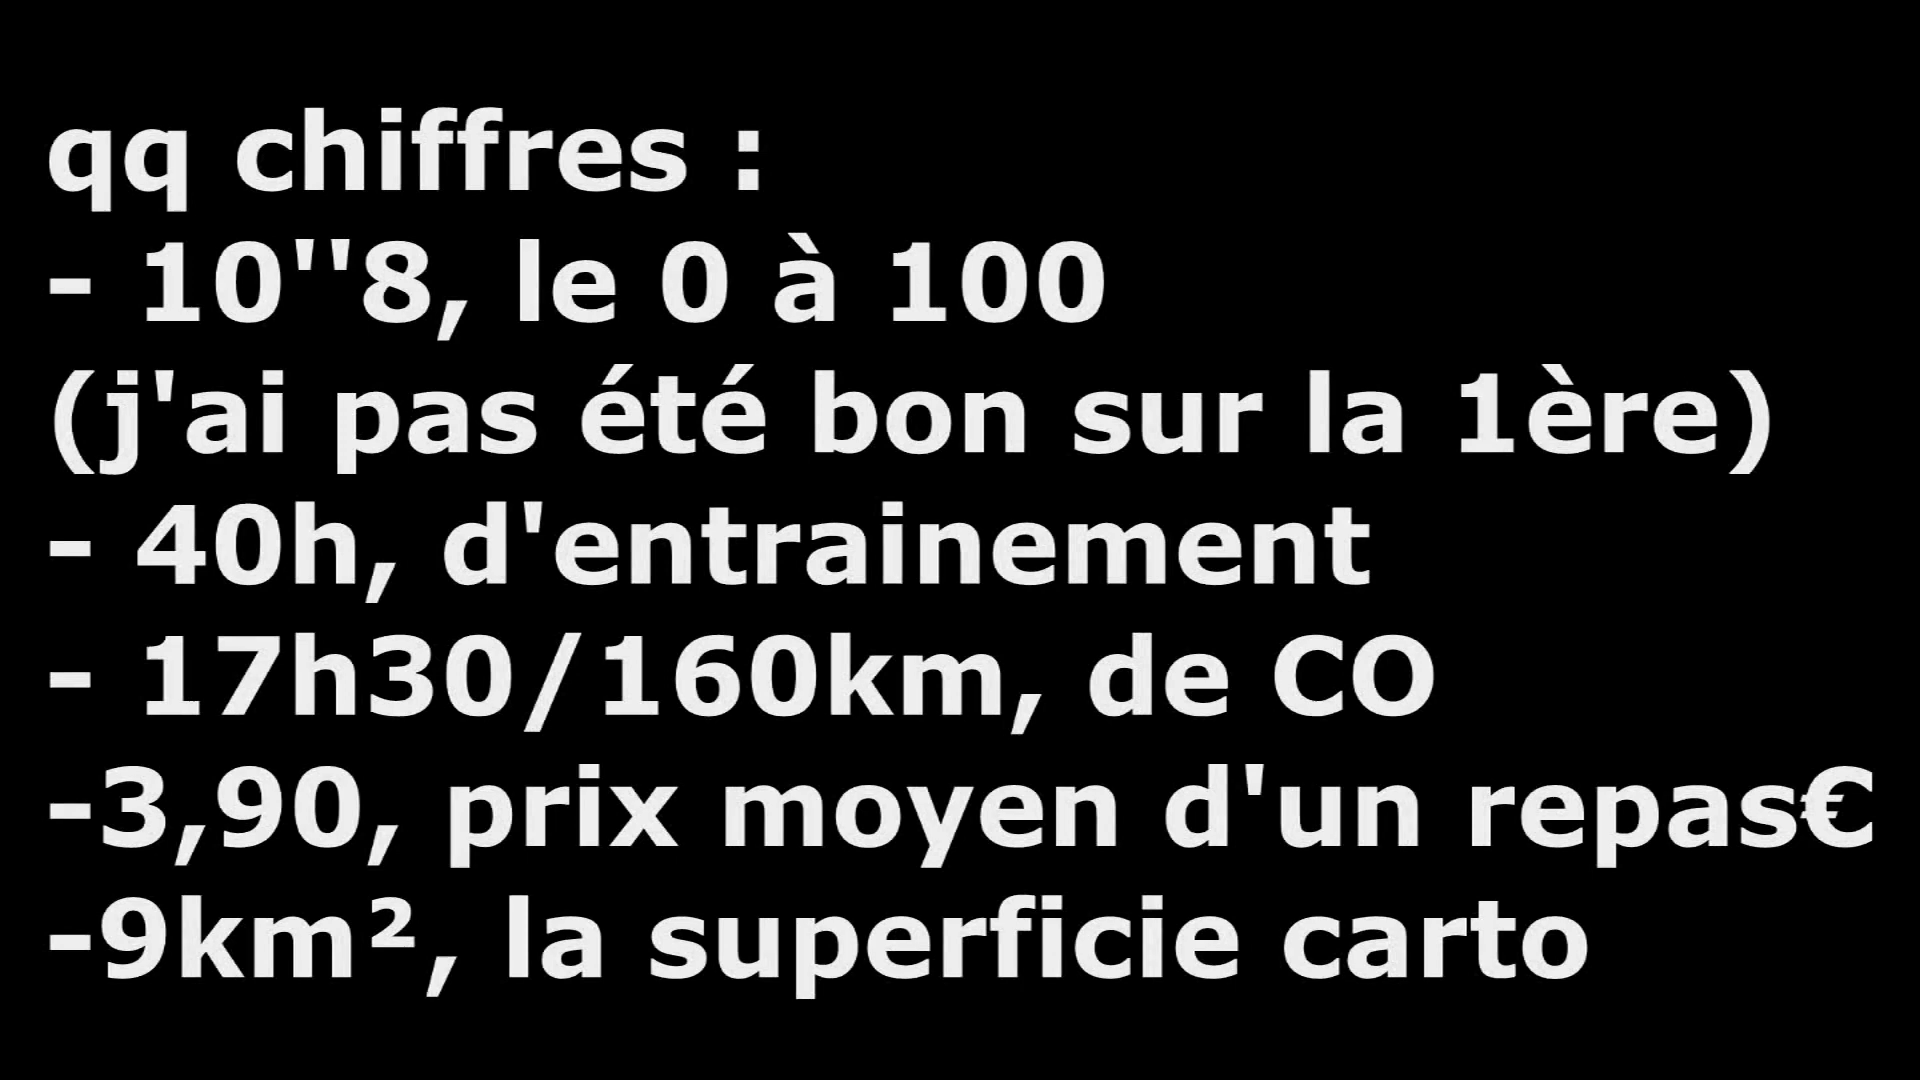 qq chiffres :
- 10''8, le 0 à 100
(j'ai pas été bon sur la 1ère)
- 40h, d'entrainement
- 17h30/160km, de CO
-3,90, prix moyen d'un repas€
-9km², la superficie carto